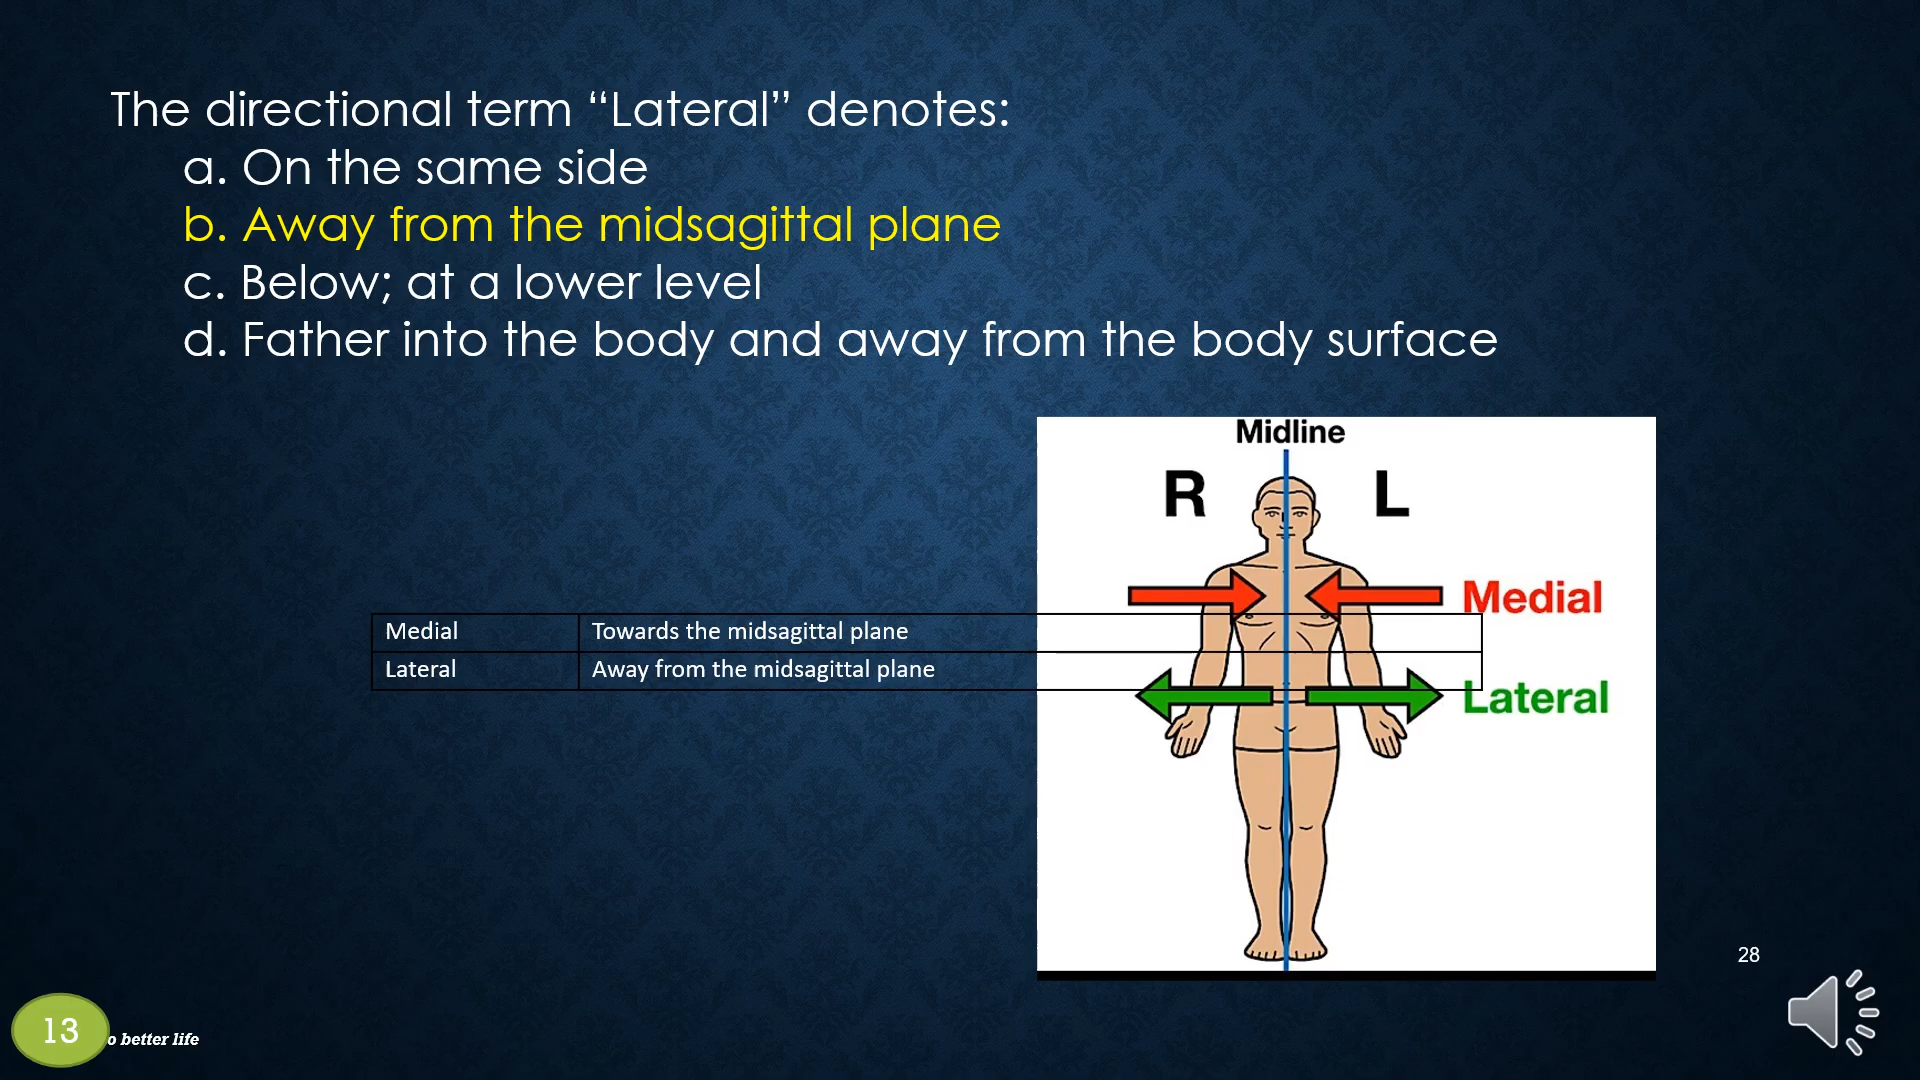 The directional term “Lateral” denotes:
a. On the same side
b. Away from the midsagittal plane
c. Below; at a lower level
d. Father into the body and away from the body surface
Midline
R L
Medial
Medial Towards the midsagittal plane
Lateral Away from the midsagittal plane
Lateral
28
13 better life